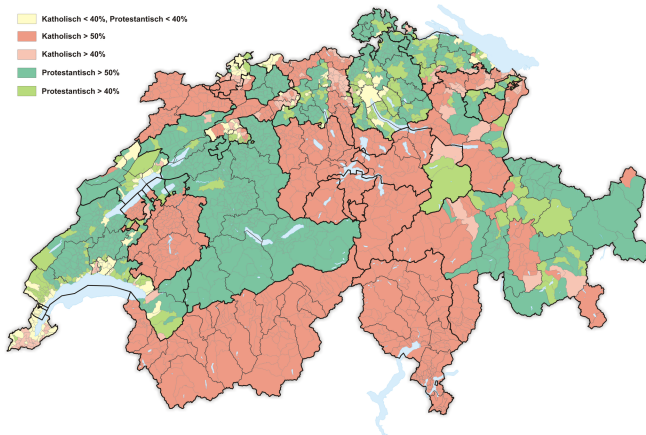 Katholisch < 40%, Protestantisch < 40%
Katholisch > 50%
Katholisch > 40%
Protestantisch > 50%
Protestantisch > 40%